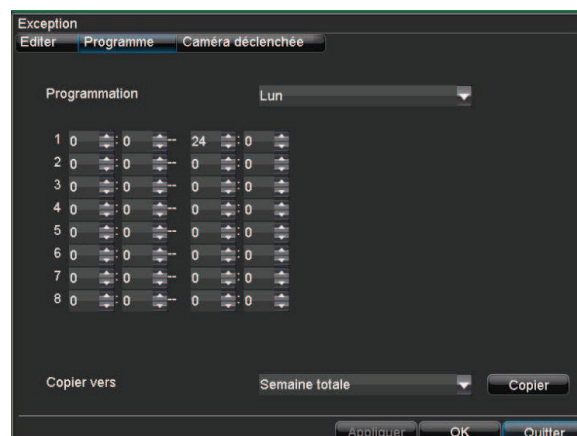 Exception
Editer Programme Caméra déclenchée
Programmation Lun
1 0 : 0 -- 24 : 0
2 0 : 0 -- 0 : 0
3 0 : 0 -- 0 : 0
4 0 : 0 -- 0 : 0
5 0 : 0 -- 0 : 0
6 0 : 0 -- 0 : 0
7 0 : 0 -- 0 : 0
8 0 : 0 -- 0 : 0
Copier vers Semaine totale Copier
Appliquer OK Quitter